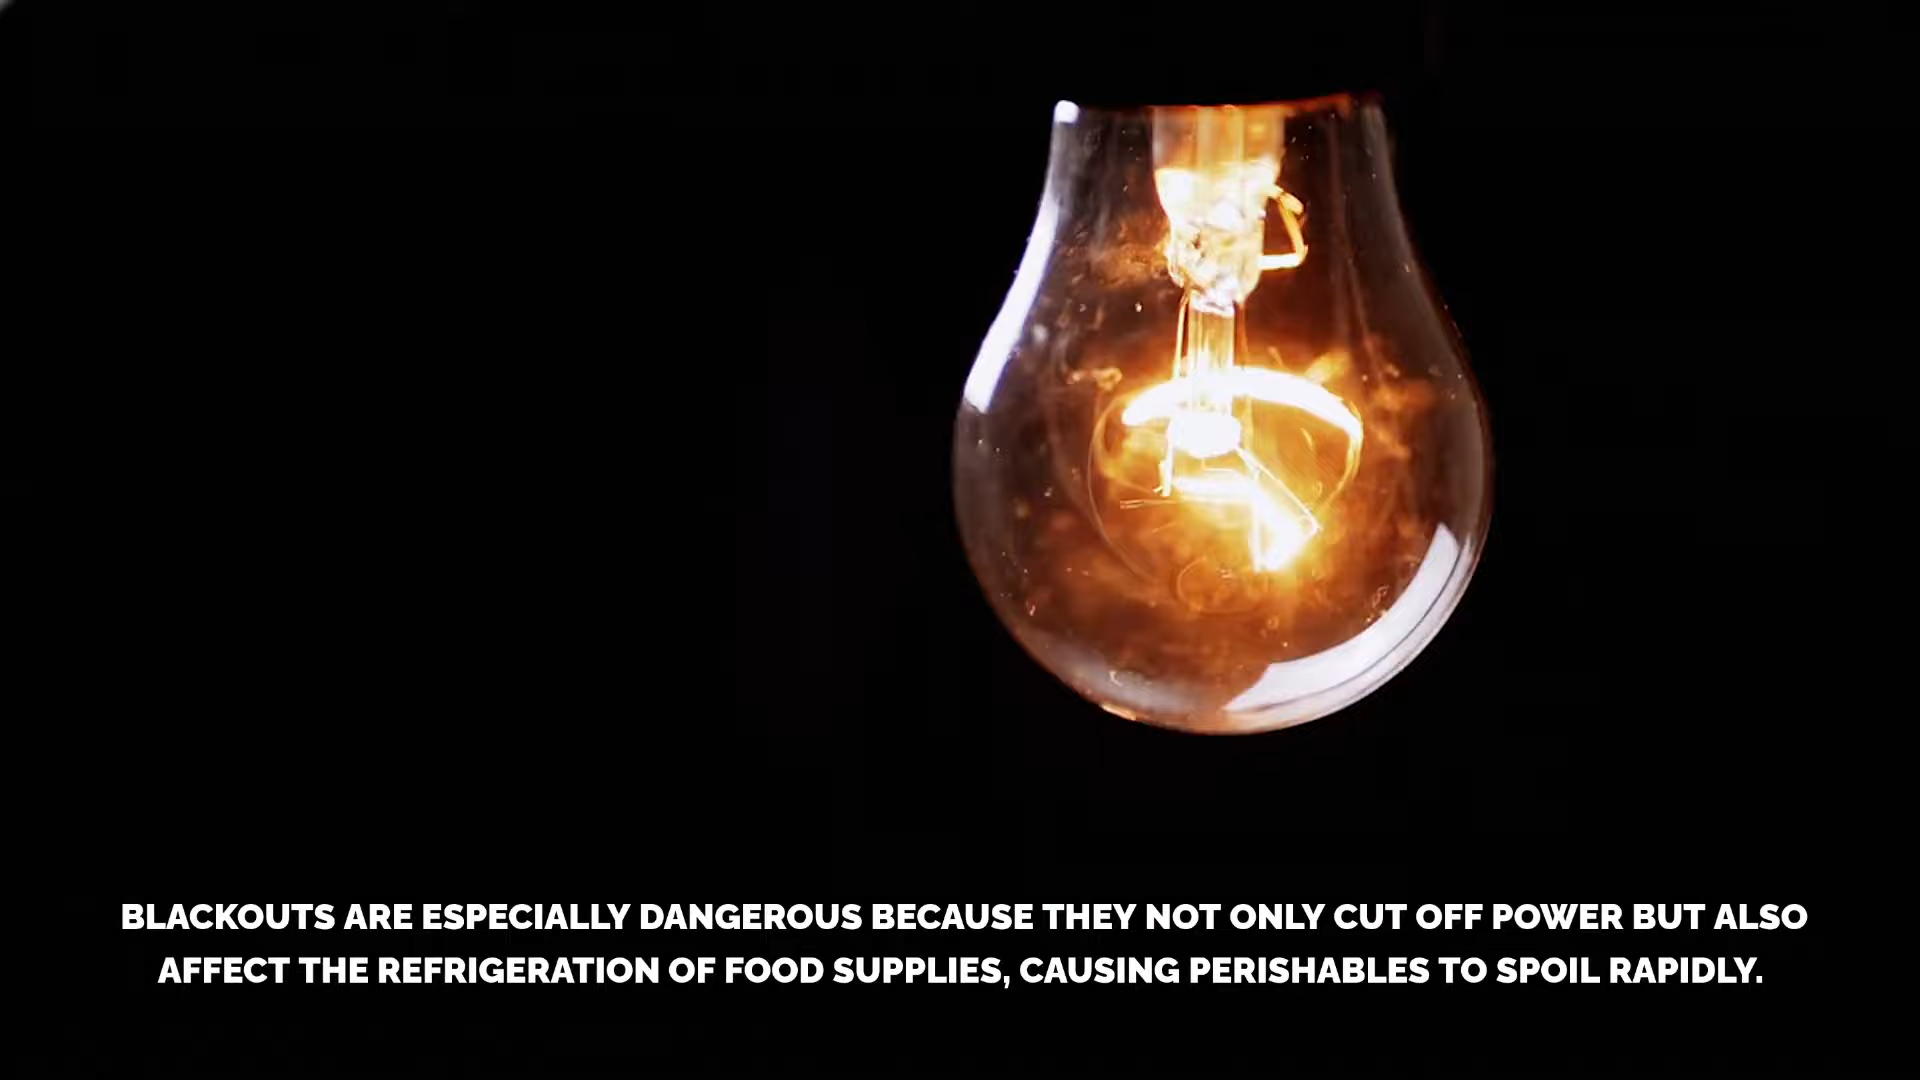 BLACKOUTS ARE ESPECIALLY DANGEROUS BECAUSE THEY NOT ONLY CUT OFF POWER BUT ALSO
AFFECT THE REFRIGERATION OF FOOD SUPPLIES, CAUSING PERISHABLES TO SPOIL RAPIDLY.